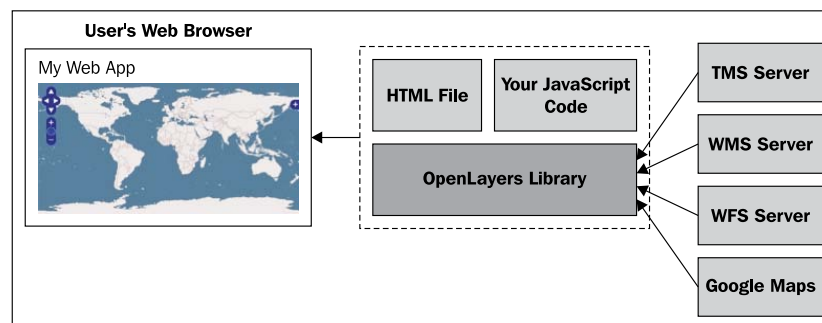 User's Web Browser
My Web App
HTML File
Your JavaScript
Code
OpenLayers Library
TMS Server
WMS Server
WFS Server
Google Maps